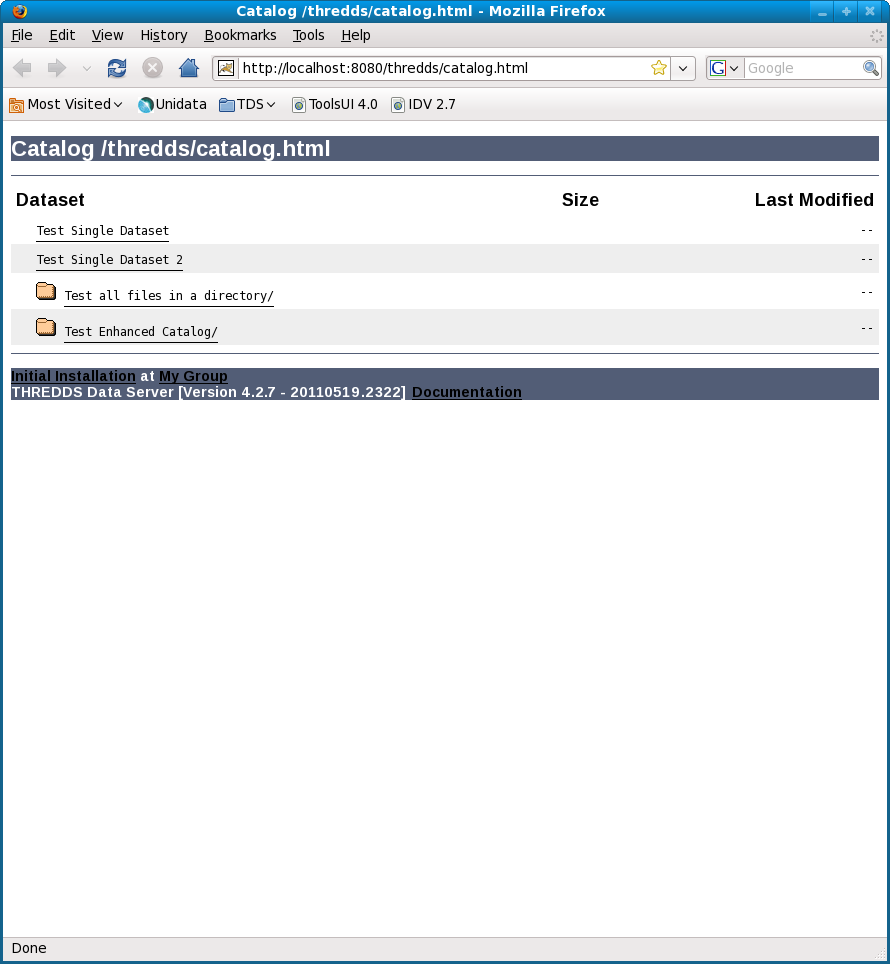 Catalog /thredds/catalog.html - Mozilla Firefox
File Edit View History Bookmarks Tools Help
http://localhost:8080/thredds/catalog.html G Google
Most Visited Unidata TDS ToolsUI 4.0 IDV 2.7
Catalog /thredds/catalog.html
Dataset Size Last Modified
Test Single Dataset --
Test Single Dataset 2 --
Test all files in a directory/ --
Test Enhanced Catalog/ --
Initial Installation at My Group
THREDDS Data Server [Version 4.2.7 - 20110519.2322] Documentation
Done